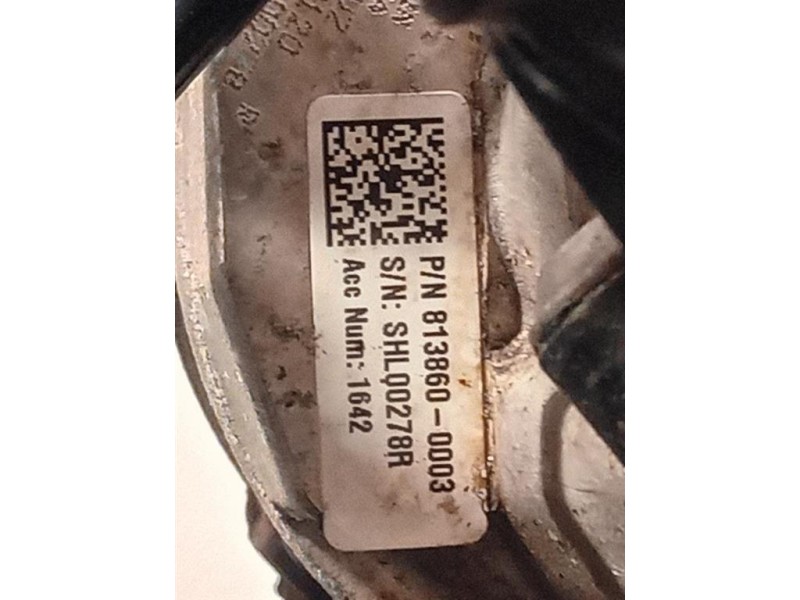 P/N 813860-0003
S/N: SHLQ0278R
Acc Num: 1642